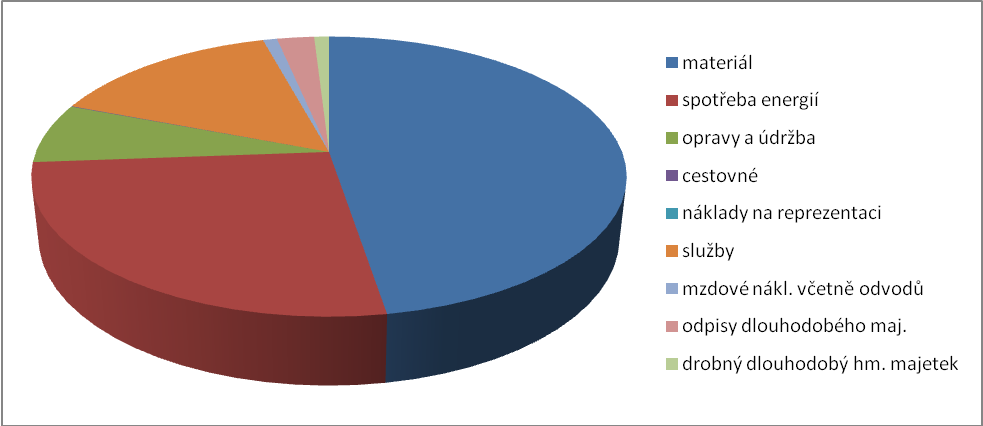 materiál
spotřeba energií
opravy a údržba
cestovné
náklady na reprezentaci
služby
mzdové nákl. včetně odvodů
odpisy dlouhodobého maj.
drobný dlouhodobý hm. majetek